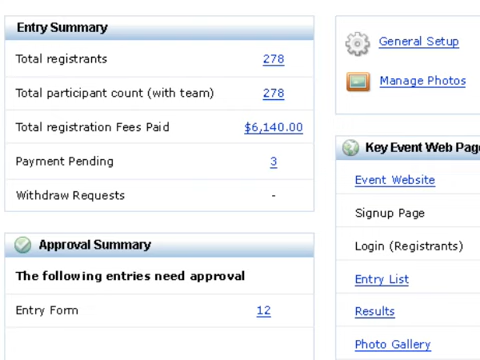 Entry Summary
Total registrants 278
Total participant count (with team) 278
Total registration Fees Paid $6,140.00
Payment Pending 3
Withdraw Requests -
Approval Summary
The following entries need approval
Entry Form 12
General Setup
Manage Photos
Key Event Web Pag
Event Website
Signup Page
Login (Registrants)
Entry List
Results
Photo Gallery